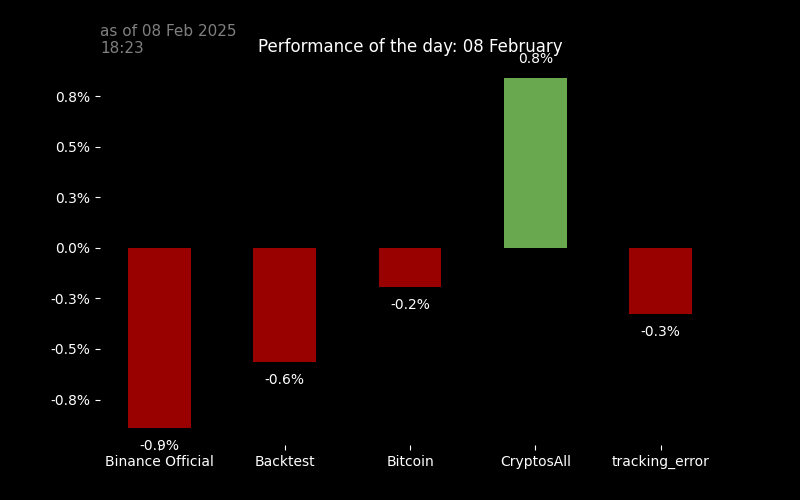 as of 08 Feb 2025
18:23
Performance of the day: 08 February
0.8%
0.8%
0.5%
0.3%
0.0%
-0.3%
-0.5%
-0.8%
-0.2%
-0.3%
-0.6%
-0.9%
Binance Official
Backtest
Bitcoin
CryptosAll
tracking_error